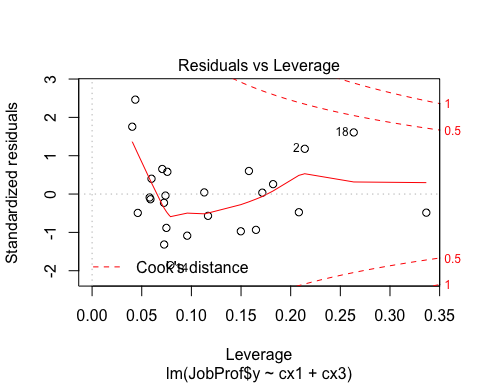 Residuals vs Leverage
Standardized residuals
3
2
1
0
-1
-2
1
0.5
0.5
1
18
2
14
Cook's distance
0.00 0.05 0.10 0.15 0.20 0.25 0.30 0.35
Leverage
lm(JobProf$y ~ cx1 + cx3)